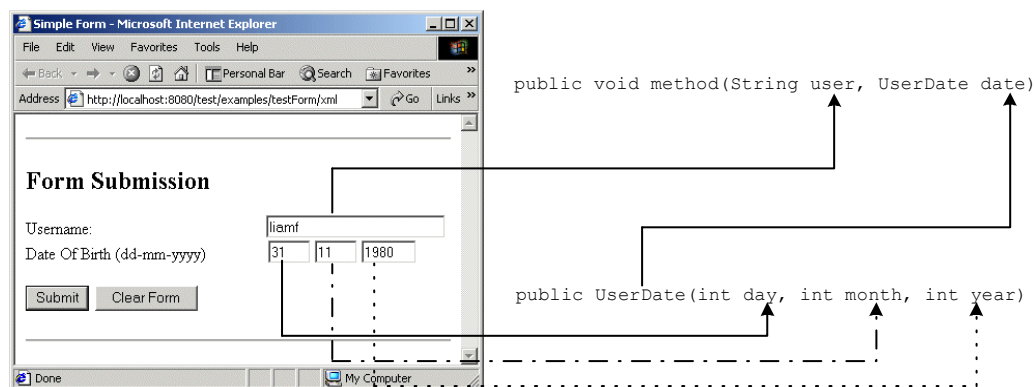 Simple Form - Microsoft Internet Explorer
File Edit View Favorites Tools Help
Back Personal Bar Search Favorites »
Address http://localhost:8080/test/examples/testForm/xml Go Links »
public void method(String user, UserDate date)
Form Submission
Username: liamf
Date Of Birth (dd-mm-yyyy) 31 11 1980
Submit Clear Form
public UserDate(int day, int month, int year)
Done My Computer